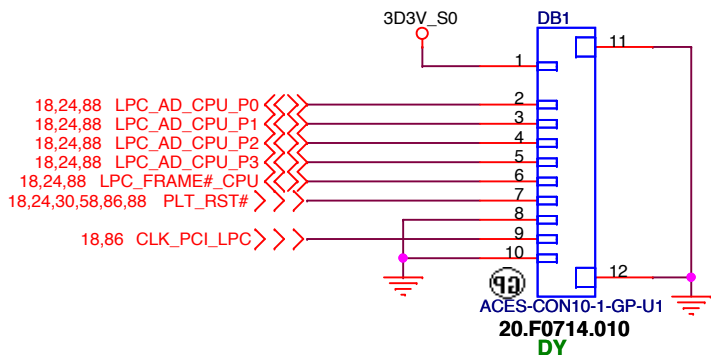 3D3V_S0
DB1
11
1
18,24,88 LPC_AD_CPU_P0 2
18,24,88 LPC_AD_CPU_P1 3
18,24,88 LPC_AD_CPU_P2 4
18,24,88 LPC_AD_CPU_P3 5
18,24,88 LPC_FRAME#_CPU 6
18,24,30,58,86,88 PLT_RST# 7
8
18,86 CLK_PCI_LPC 9
10
12
GP
ACES-CON10-1-GP-U1
20.F0714.010
DY